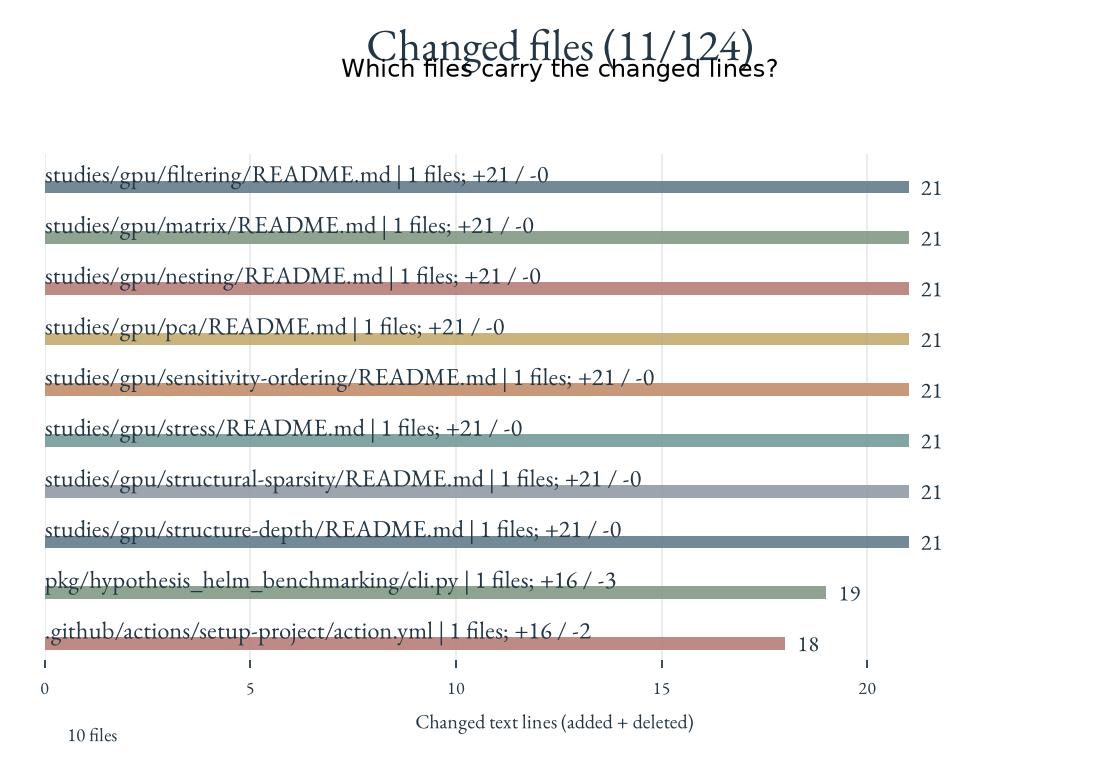 Changed files (11/124)
Which files carry the changed lines?
studies/gpu/filtering/README.md | 1 files; +21 / -0
21
studies/gpu/matrix/README.md | 1 files; +21 / -0
21
studies/gpu/nesting/README.md | 1 files; +21 / -0
21
studies/gpu/pca/README.md | 1 files; +21 / -0
21
studies/gpu/sensitivity-ordering/README.md | 1 files; +21 / -0
21
studies/gpu/stress/README.md | 1 files; +21 / -0
21
studies/gpu/structural-sparsity/README.md | 1 files; +21 / -0
21
studies/gpu/structure-depth/README.md | 1 files; +21 / -0
21
pkg/hypothesis_helm_benchmarking/cli.py | 1 files; +16 / -3
19
.github/actions/setup-project/action.yml | 1 files; +16 / -2
18
0 5 10 15 20
Changed text lines (added + deleted)
10 files